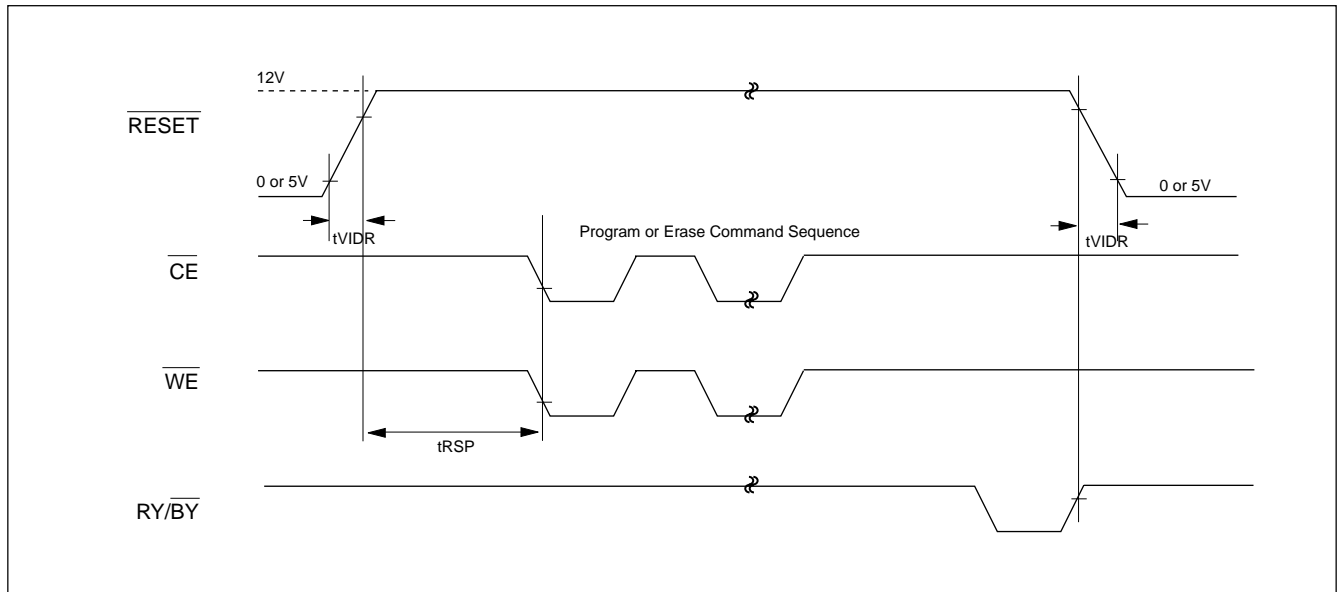 12V
RESET
0 or 5V
0 or 5V
tVIDR
tVIDR
Program or Erase Command Sequence
CE
WE
tRSP
RY/BY